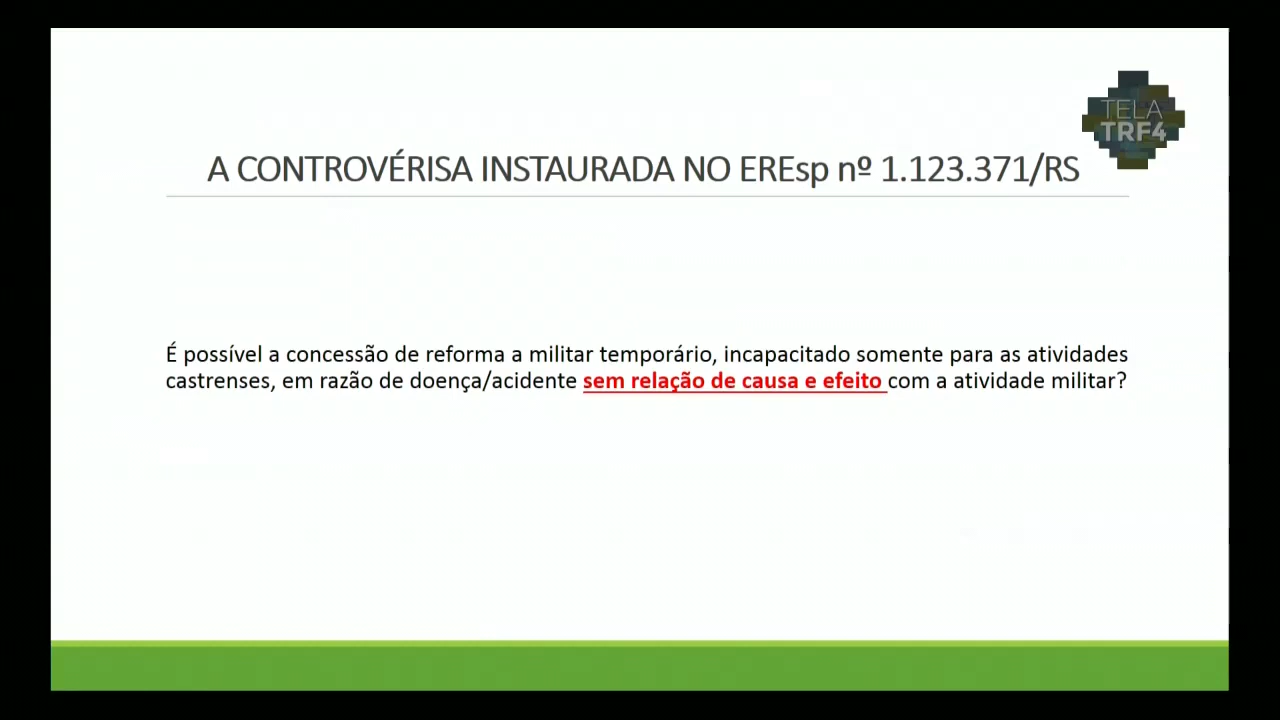 TELA
TRF4
A CONTROVÉRISA INSTAURADA NO EREsp nº 1.123.371/RS
É possível a concessão de reforma a militar temporário, incapacitado somente para as atividades
castrenses, em razão de doença/acidente sem relação de causa e efeito com a atividade militar?